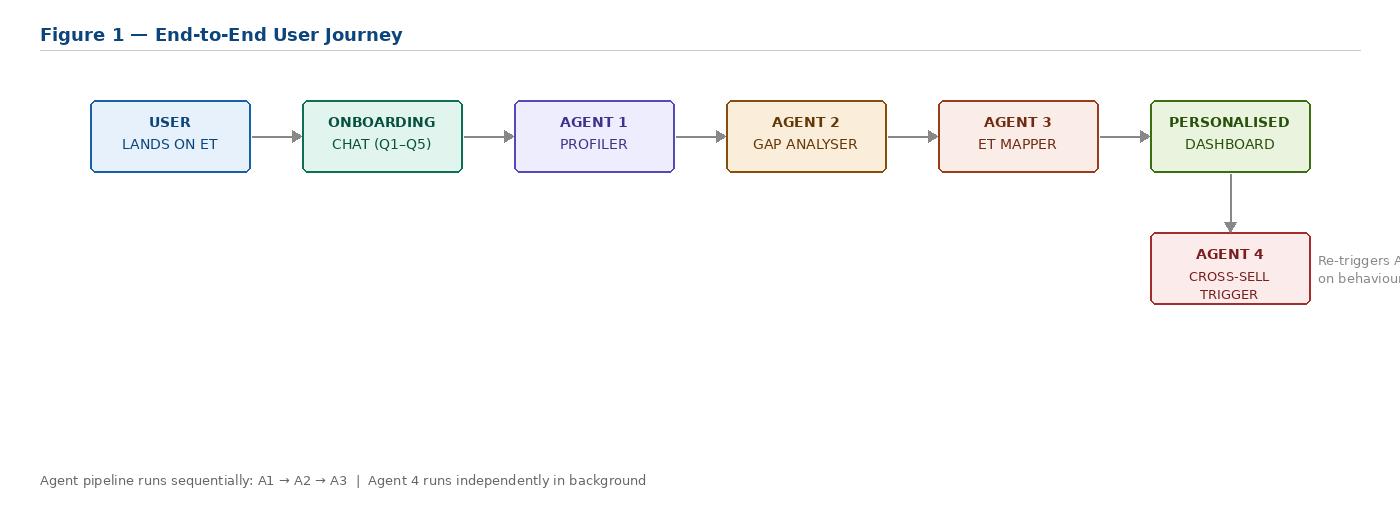 Figure 1 — End-to-End User Journey
USER
LANDS ON ET
ONBOARDING
CHAT (Q1–Q5)
AGENT 1
PROFILER
AGENT 2
GAP ANALYSER
AGENT 3
ET MAPPER
PERSONALISED
DASHBOARD
AGENT 4
CROSS-SELL
TRIGGER
Re-triggers
on
Agent pipeline runs sequentially: A1 → A2 → A3 | Agent 4 runs independently in background